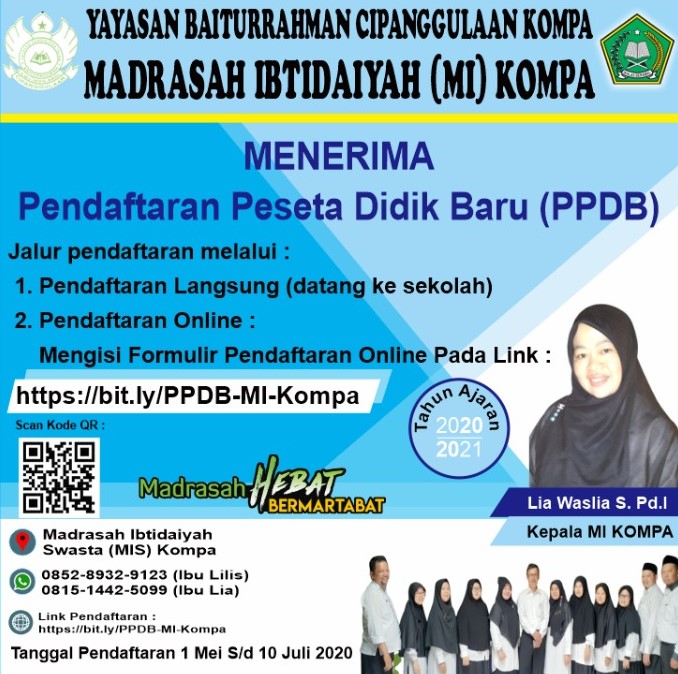 YAYASAN BAITURRAHMAN CIPANGGULAAN KOMPA
MADRASAH IBTIDAIYAH (MI) KOMPA
MENERIMA
Pendaftaran Peseta Didik Baru (PPDB)
Jalur pendaftaran melalui :
1. Pendaftaran Langsung (datang ke sekolah)
2. Pendaftaran Online :
Mengisi Formulir Pendaftaran Online Pada Link :
https://bit.ly/PPDB-MI-Kompa
Scan Kode QR :
Tahun Ajaran
2020
2021
Madrasah HEBAT
BERMARTABAT
Lia Waslia S. Pd.I
Kepala MI KOMPA
Madrasah Ibtidaiyah
Swasta (MIS) Kompa
0852-8932-9123 (Ibu Lilis)
0815-1442-5099 (Ibu Lia)
Link Pendaftaran :
https://bit.ly/PPDB-MI-Kompa
Tanggal Pendaftaran 1 Mei S/d 10 Juli 2020